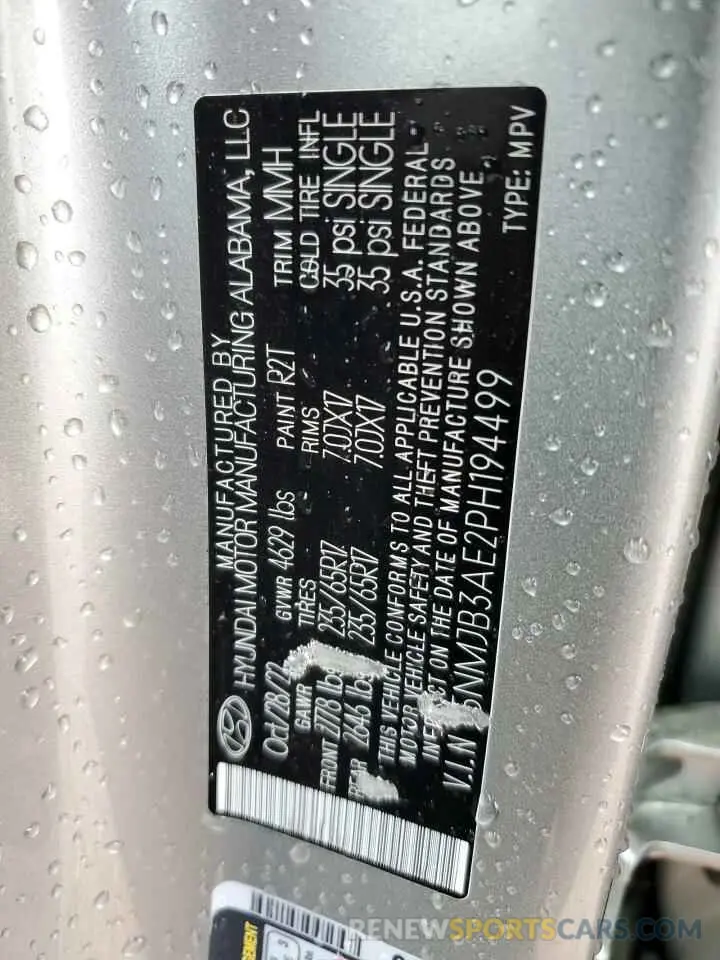 MANUFACTURED BY
HYUNDAI MOTOR MANUFACTURING ALABAMA, LLC
Oct /28/22 GVWR 4629 lbs PAINT R2T TRIM MMH
GAWR TIRES RIMS COLD TIRE INFL
FRONT 2778 lbs 235/65R17 7.0JX17 35 psi SINGLE
REAR 2646 lbs 235/65R17 7.0JX17 35 psi SINGLE
THIS VEHICLE CONFORMS TO ALL APPLICABLE U.S.A. FEDERAL
MOTOR VEHICLE SAFETY AND THEFT PREVENTION STANDARDS
IN EFFECT ON THE DATE OF MANUFACTURE SHOWN ABOVE.
V.I.N 5NMJB3AE2PH194499 TYPE: MPV
RENEWSPORTSCARS.COM